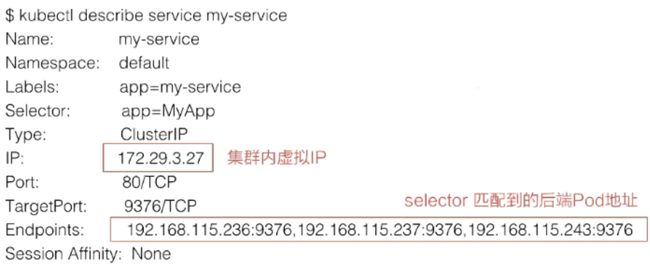 $ kubectl describe service my-service
Name: my-service
Namespace: default
Labels: app=my-service
Selector: app=MyApp
Type: ClusterIP
IP: 172.29.3.27 集群内虚拟IP
Port: 80/TCP
TargetPort: 9376/TCP selector 匹配到的后端Pod地址
Endpoints: 192.168.115.236:9376,192.168.115.237:9376,192.168.115.243:9376
Session Affinity: None